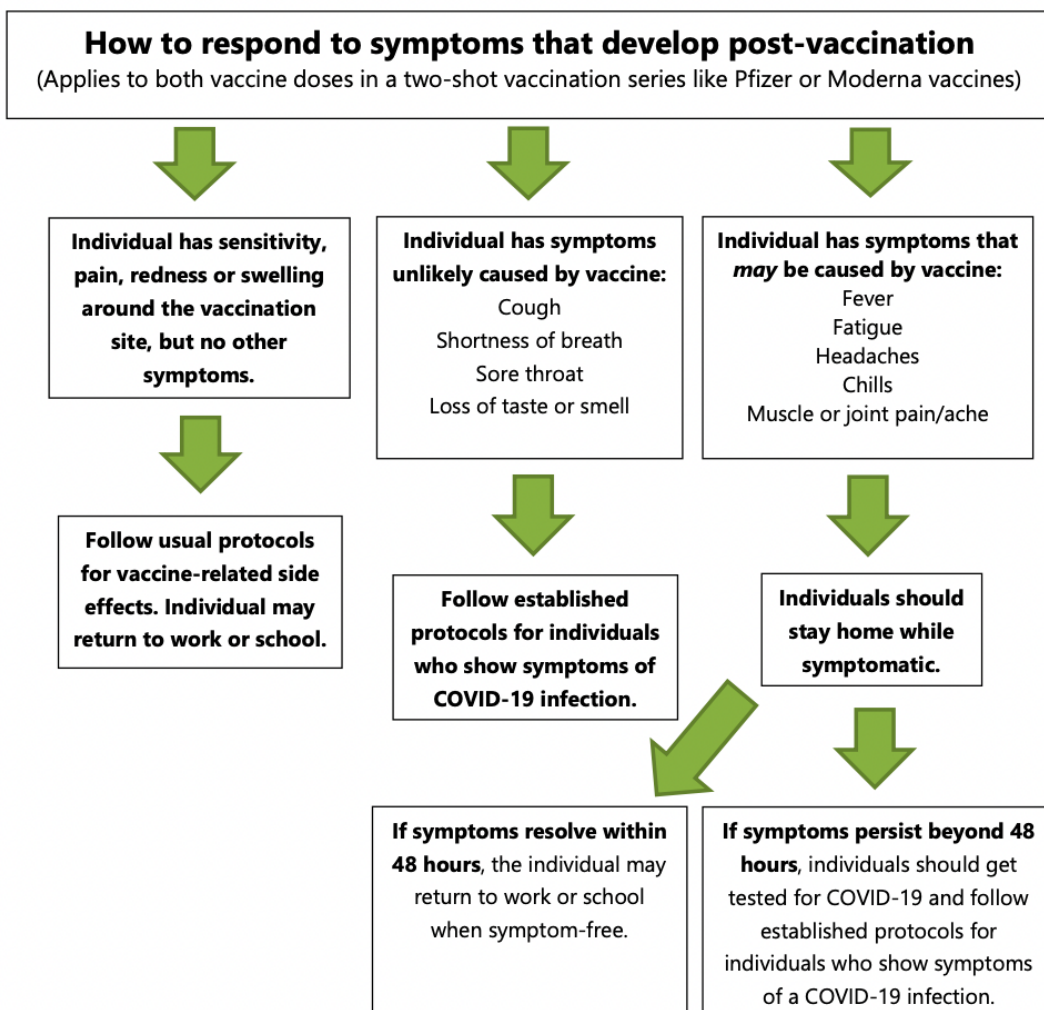 How to respond to symptoms that develop post-vaccination
(Applies to both vaccine doses in a two-shot vaccination series like Pfizer or Moderna vaccines)
Individual has sensitivity,
pain, redness or swelling
around the vaccination
site, but no other
symptoms.
Individual has symptoms
unlikely caused by vaccine:
Cough
Shortness of breath
Sore throat
Loss of taste or smell
Individual has symptoms that
may be caused by vaccine:
Fever
Fatigue
Headaches
Chills
Muscle or joint pain/ache
Follow usual protocols
for vaccine-related side
effects. Individual may
return to work or school.
Follow established
protocols for individuals
who show symptoms of
COVID-19 infection.
Individuals should
stay home while
symptomatic.
If symptoms resolve within
48 hours, the individual may
return to work or school
when symptom-free.
If symptoms persist beyond 48
hours, individuals should get
tested for COVID-19 and follow
established protocols for
individuals who show symptoms
of a COVID-19 infection.